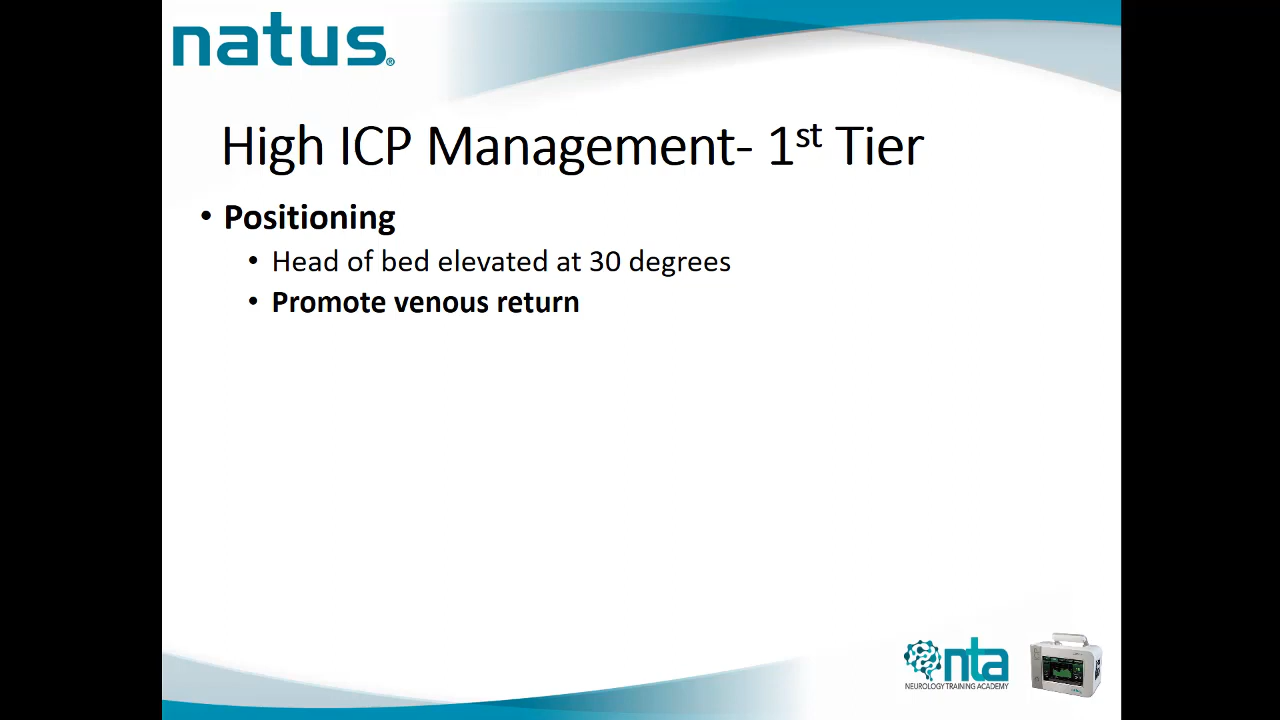 natus®
High ICP Management- 1st Tier
• Positioning
• Head of bed elevated at 30 degrees
• Promote venous return
nta
NEUROLOGY TRAINING ACADEMY